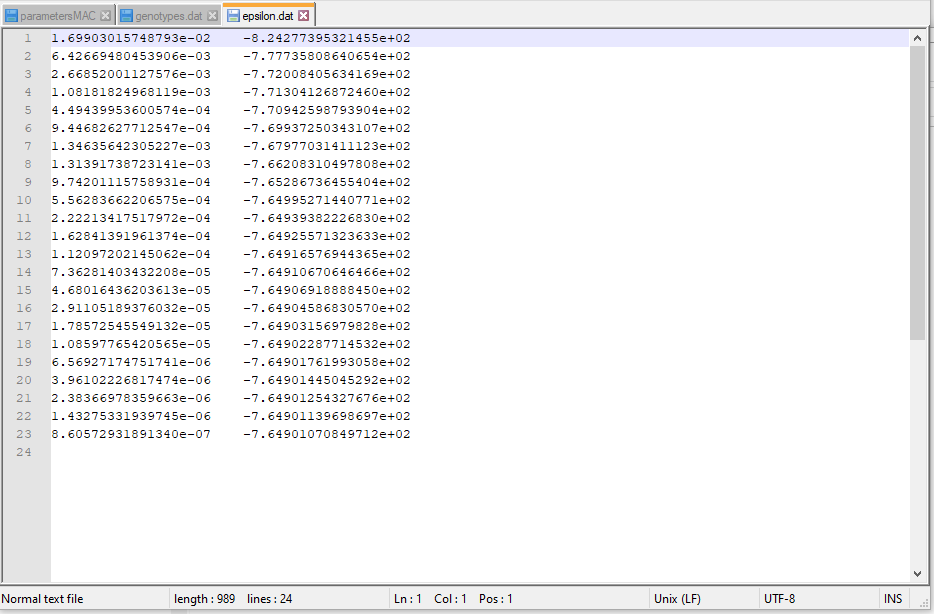 parametersMAC genotypes.dat epsilon.dat
1 1.69903015748793e-02 -8.24277395321455e+02
2 6.42669480453906e-03 -7.77735808640654e+02
3 2.66852001127576e-03 -7.72008405634169e+02
4 1.08181824968119e-03 -7.71304126872460e+02
5 4.49439953600574e-04 -7.70942598793904e+02
6 9.44682627712547e-04 -7.69937250343107e+02
7 1.34635642305227e-03 -7.67977031411123e+02
8 1.31391738723141e-03 -7.66208310497808e+02
9 9.74201115758931e-04 -7.65286736455404e+02
10 5.56283662206575e-04 -7.64995271440771e+02
11 2.22213417517972e-04 -7.64939382226830e+02
12 1.62841391961374e-04 -7.64925571323633e+02
13 1.12097202145062e-04 -7.64916576944365e+02
14 7.36281403432208e-05 -7.64910670646466e+02
15 4.68016436203613e-05 -7.64906918888450e+02
16 2.91105189376032e-05 -7.64904586830570e+02
17 1.78572545549132e-05 -7.64903156979828e+02
18 1.08597765420565e-05 -7.64902287714532e+02
19 6.56927174751741e-06 -7.64901761993058e+02
20 3.96102226817474e-06 -7.64901445045292e+02
21 2.38366978359663e-06 -7.64901254327676e+02
22 1.43275331939745e-06 -7.64901139698697e+02
23 8.60572931891340e-07 -7.64901070849712e+02
24
Normal text file length : 989 lines : 24 Ln : 1 Col : 1 Pos : 1 Unix (LF) UTF-8 INS